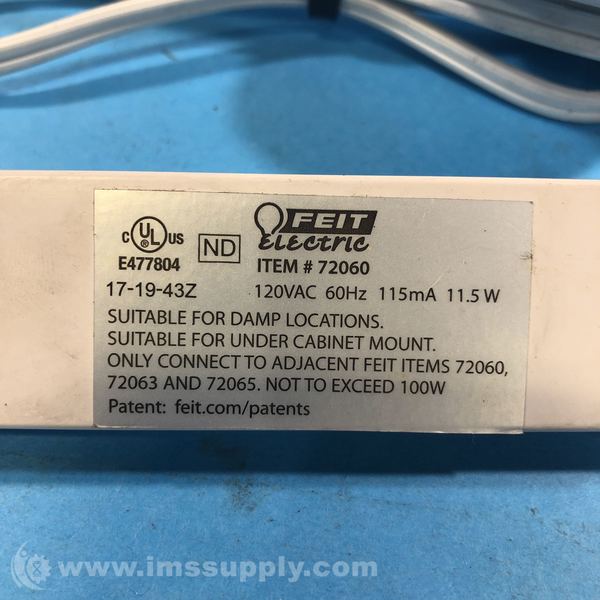 FEIT
Electric
c UL US
ND
E477804
ITEM # 72060
17-19-43Z
120VAC 60Hz 115mA 11.5 W
SUITABLE FOR DAMP LOCATIONS.
SUITABLE FOR UNDER CABINET MOUNT.
ONLY CONNECT TO ADJACENT FEIT ITEMS 72060,
72063 AND 72065. NOT TO EXCEED 100W
Patent: feit.com/patents
www.imssupply.com